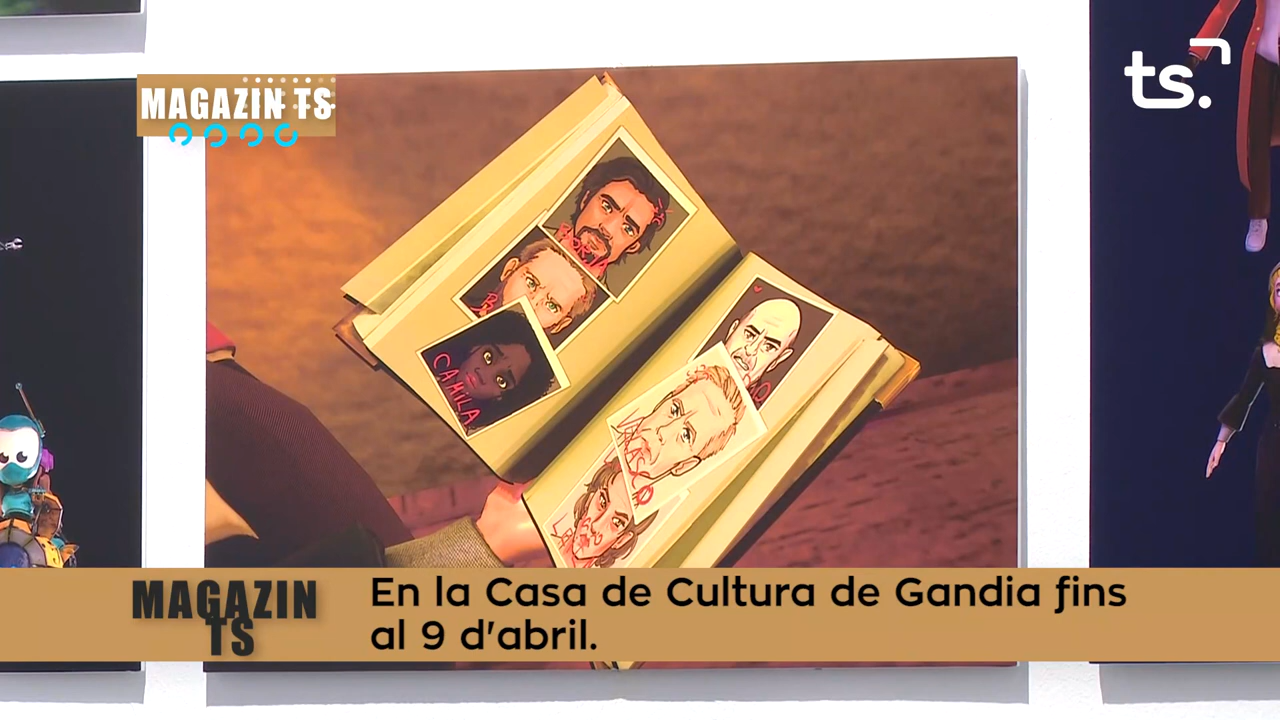 ts.
MAGAZIN TS
CAMILA
VASCO
MAGAZIN
TS
En la Casa de Cultura de Gandia fins
al 9 d'abril.